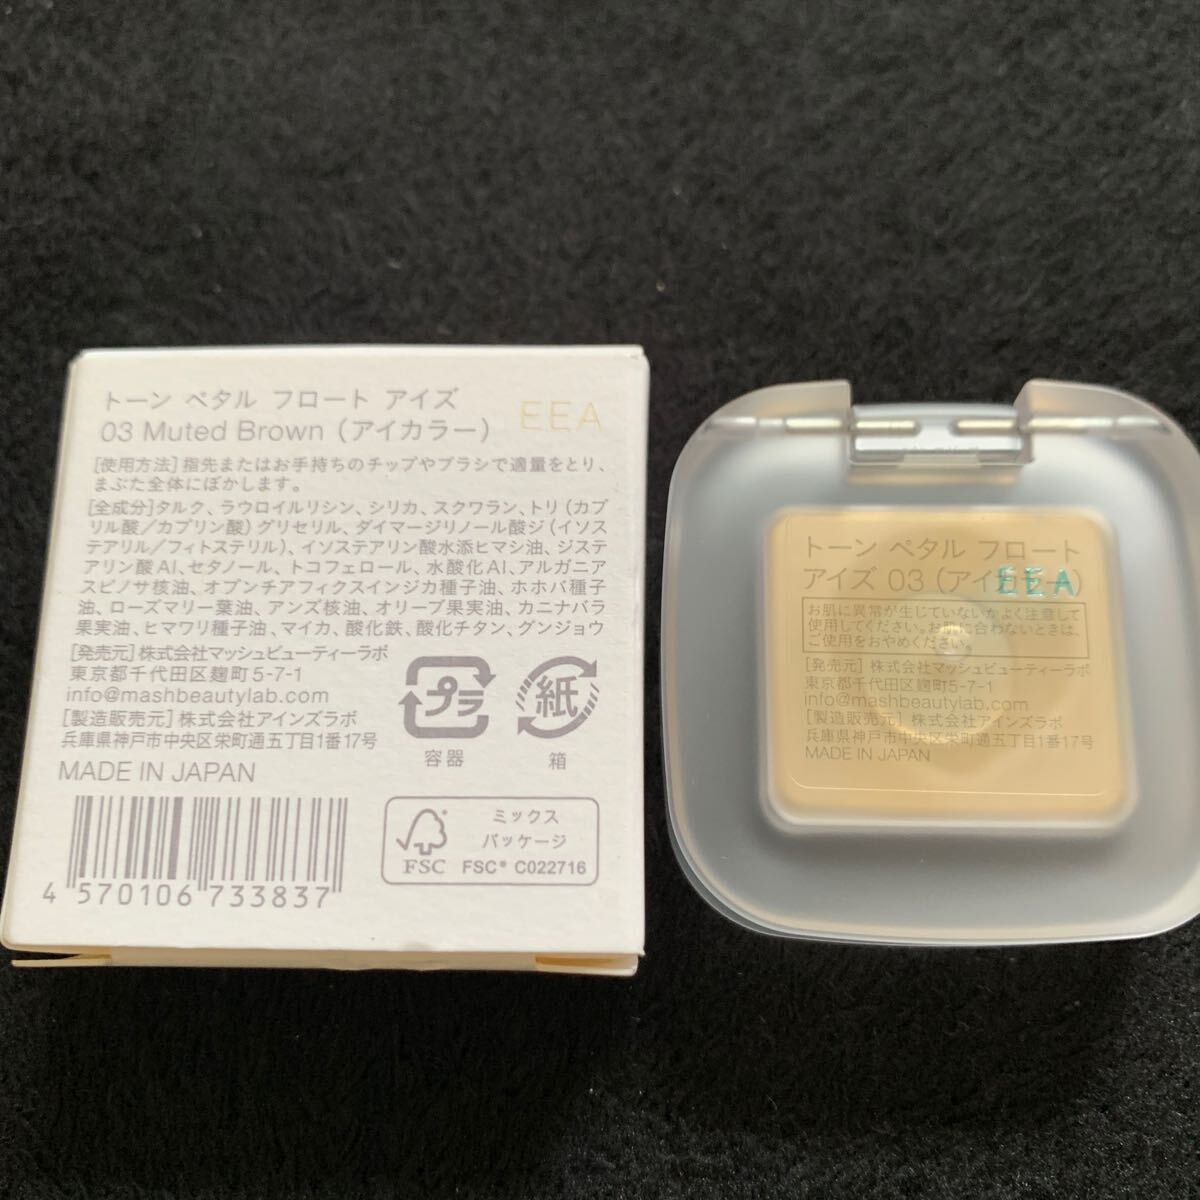 トーン ペタル フロート アイズ
03 Muted Brown（アイカラー）
EEA
[使用方法]指先またはお手持ちのチップやブラシで適量をとり、
まぶた全体にぼかします。
[全成分]タルク、ラウロイルリシン、シリカ、スクワラン、トリ（カプ
リル酸／カプリン酸）グリセリル、ダイマージリノール酸ジ（イソス
テアリル／フィトステリル）、イソステアリン酸水添ヒマシ油、ジステ
アリン酸Al、セタノール、トコフェロール、水酸化Al、アルガニア
スピノサ核油、オプンチアフィクスインジカ種子油、ホホバ種子
油、ローズマリー葉油、アンズ核油、オリーブ果実油、カニナバラ
果実油、ヒマワリ種子油、マイカ、酸化鉄、酸化チタン、グンジョウ
[発売元]株式会社マッシュビューティーラボ
東京都千代田区麹町5-7-1
info@mashbeautylab.com
[製造販売元]株式会社アインズラボ
兵庫県神戸市中央区栄町通五丁目1番17号
MADE IN JAPAN
プラ
容器
紙
箱
4 570106 733837
FSC
ミックス
パッケージ
FSC® C022716
トーン ペタル フロート
アイズ 03（アイカラー）
EEA
お肌に異常が生じていないかよく注意して
使用してください。お肌に合わないときは、
ご使用をおやめください。
[発売元]株式会社マッシュビューティーラボ
東京都千代田区麹町5-7-1
info@mashbeautylab.com
[製造販売元]株式会社アインズラボ
兵庫県神戸市中央区栄町通五丁目1番17号
MADE IN JAPAN